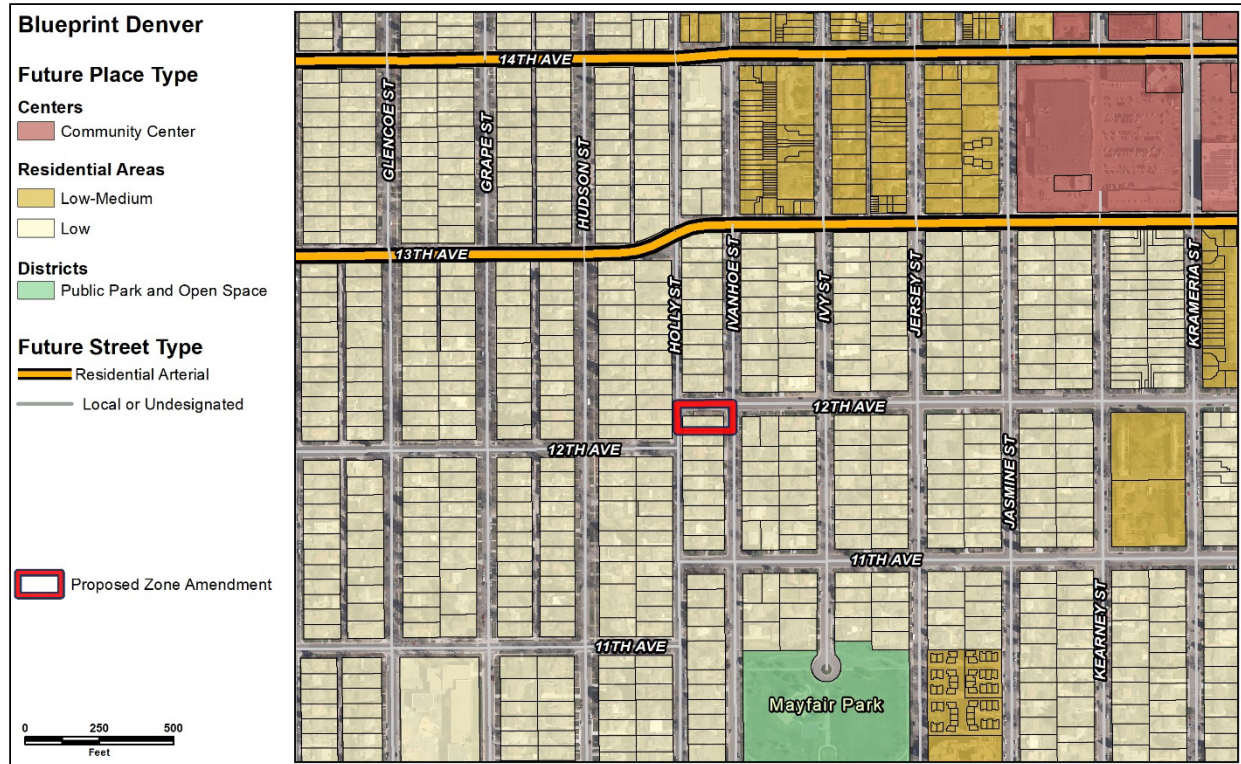 Blueprint Denver
Future Place Type
Centers
Community Center
Residential Areas
Low-Medium
Low
Districts
Public Park and Open Space
Future Street Type
Residential Arterial
Local or Undesignated
Proposed Zone Amendment
0 250 500
Feet
14TH AVE
GLENCOE ST
GRAPE ST
HUDSON ST
13TH AVE
HOLLY ST
IVANHOE ST
IVY ST
JERSEY ST
KRAMERIA ST
12TH AVE
12TH AVE
JASMINE ST
11TH AVE
KEARNEY ST
11TH AVE
Mayfair Park